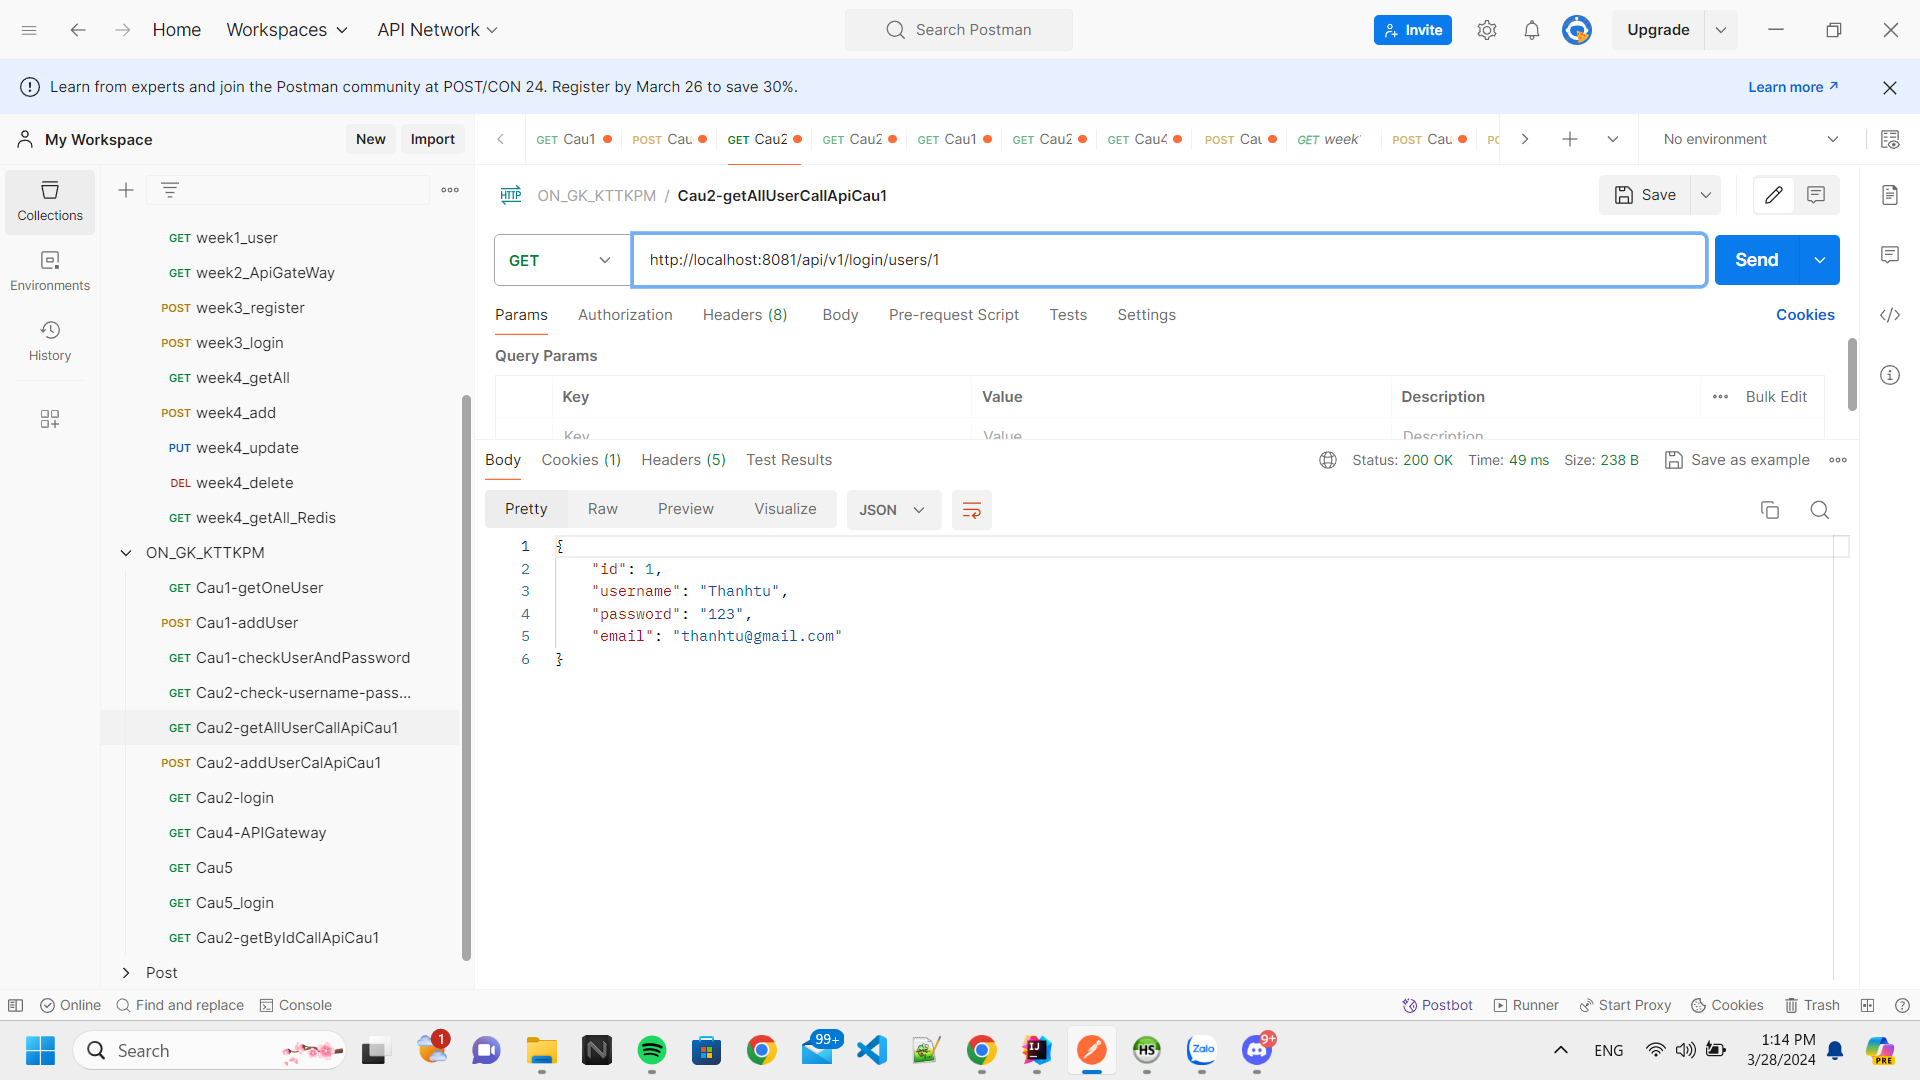 Home Workspaces API Network Search Postman Invite Upgrade
Learn from experts and join the Postman community at POST/CON 24. Register by March 26 to save 30%. Learn more
My Workspace New Import GET Cau1 POST Cau GET Cau2 GET Cau2 GET Cau1 GET Cau2 GET Cau4 POST Cau GET week POST Cau PO No environment
Collections
Environments
History
GET week1_user
GET week2_ApiGateWay
POST week3_register
POST week3_login
GET week4_getAll
POST week4_add
PUT week4_update
DEL week4_delete
GET week4_getAll_Redis
ON_GK_KTTKPM
GET Cau1-getOneUser
POST Cau1-addUser
GET Cau1-checkUserAndPassword
GET Cau2-check-username-pass...
GET Cau2-getAllUserCallApiCau1
POST Cau2-addUserCalApiCau1
GET Cau2-login
GET Cau4-APIGateway
GET Cau5
GET Cau5_login
GET Cau2-getByIdCallApiCau1
Post
HTTP ON_GK_KTTKPM / Cau2-getAllUserCallApiCau1 Save
GET http://localhost:8081/api/v1/login/users/1 Send
Params Authorization Headers (8) Body Pre-request Script Tests Settings Cookies
Query Params
Key Value Description Bulk Edit
Key Value Description
Body Cookies (1) Headers (5) Test Results Status: 200 OK Time: 49 ms Size: 238 B Save as example
Pretty Raw Preview Visualize JSON
1 {
2 "id": 1,
3 "username": "Thanhtu",
4 "password": "123",
5 "email": "thanhtu@gmail.com"
6 }
Online Find and replace Console Postbot Runner Start Proxy Cookies Trash
Search 1 99+ IJ HS Zalo 9+ ENG 1:14 PM PRE
3/28/2024